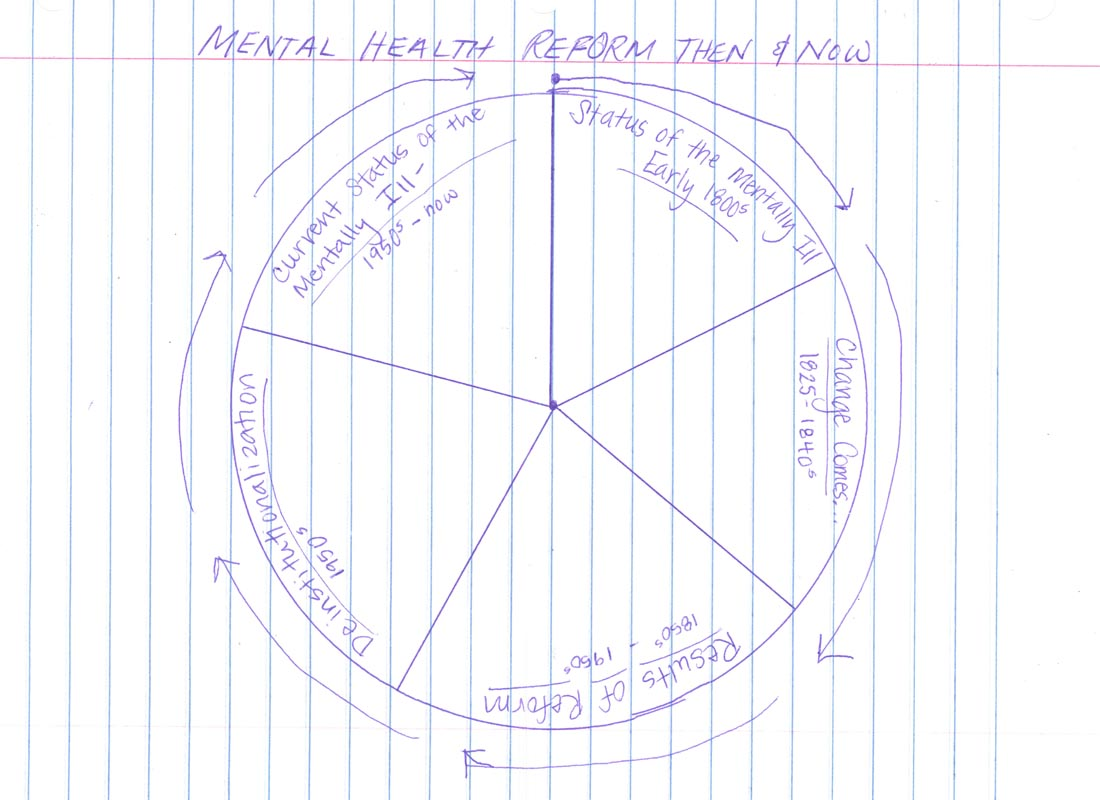 MENTAL HEALTH REFORM THEN & NOW
Status of the Mentally Ill
Early 1800s
Change Comes...
1825-1840s
Results of Reform
1850s - 1950s
Deinstitutionalization
1950s
Current Status of the
Mentally Ill -
1950s - now